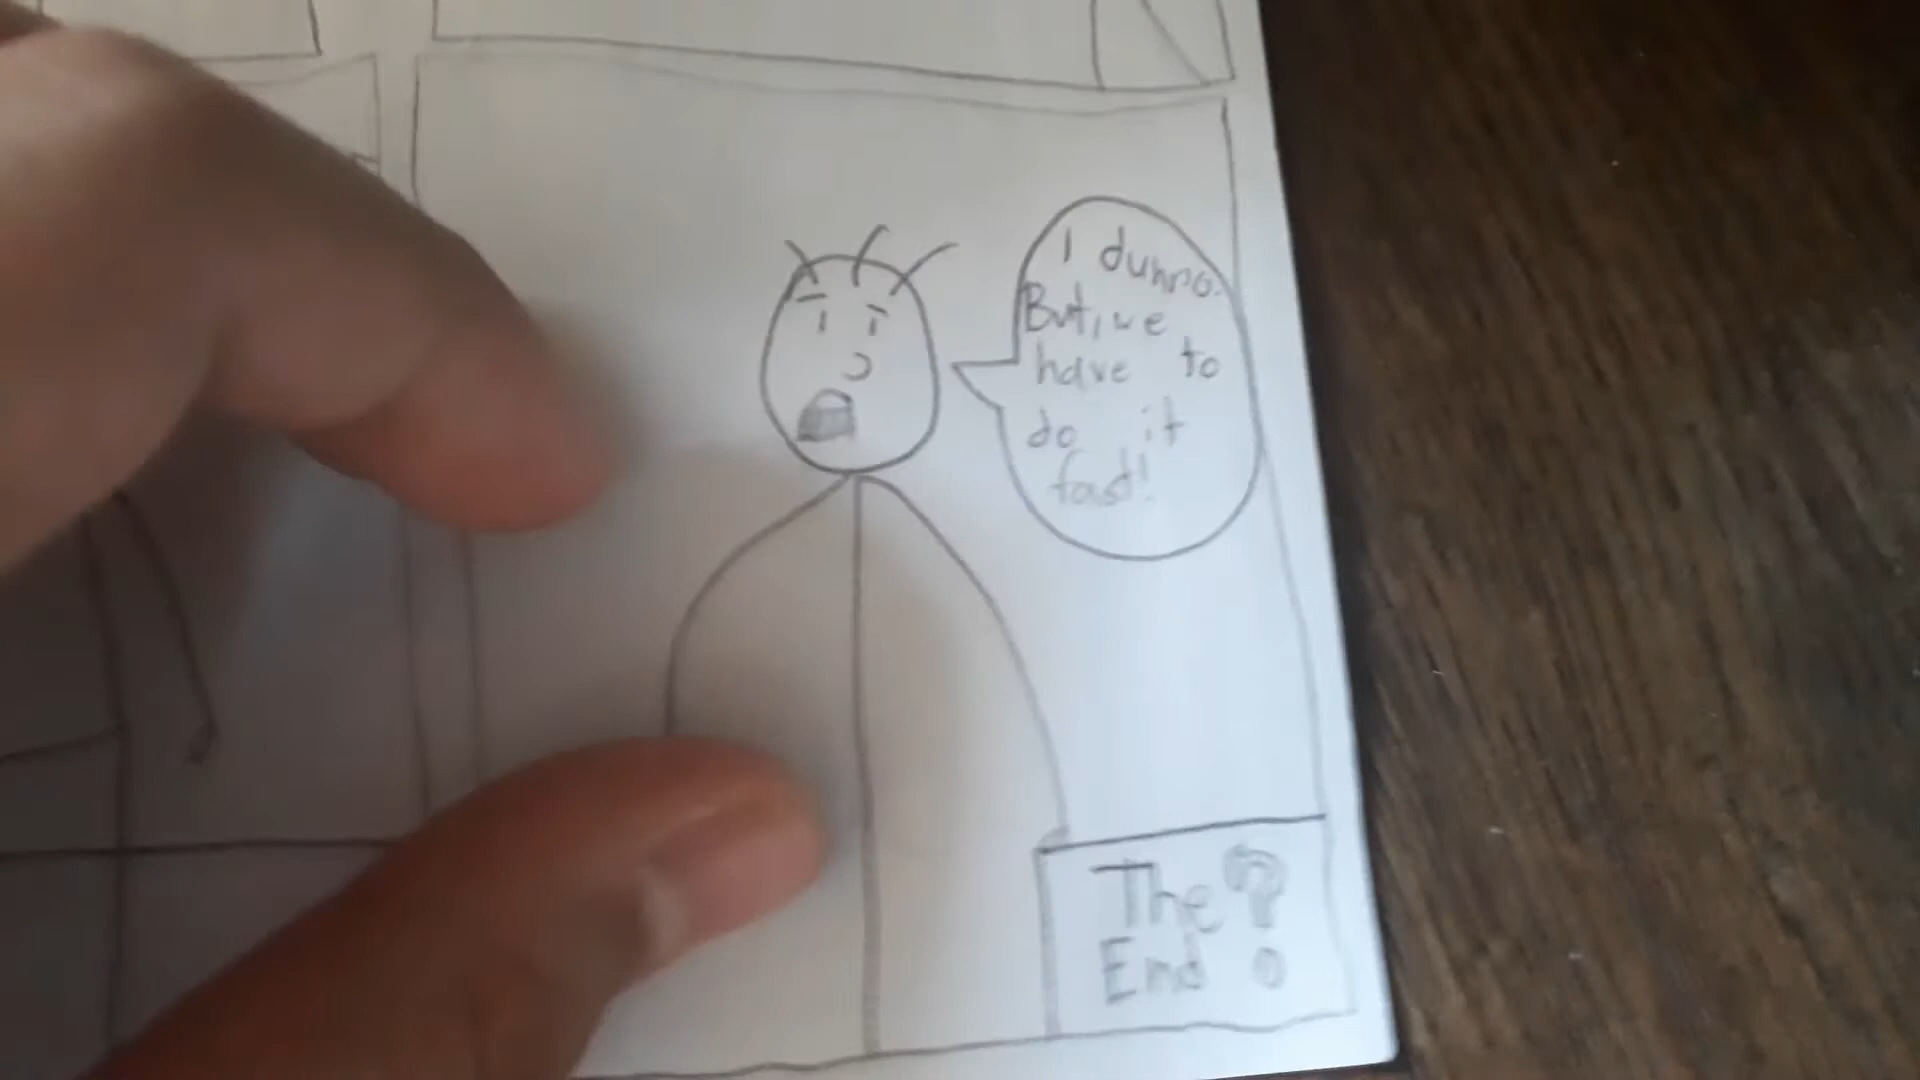 I dunno.
But, we
have to
do it
fast!
The
End ?